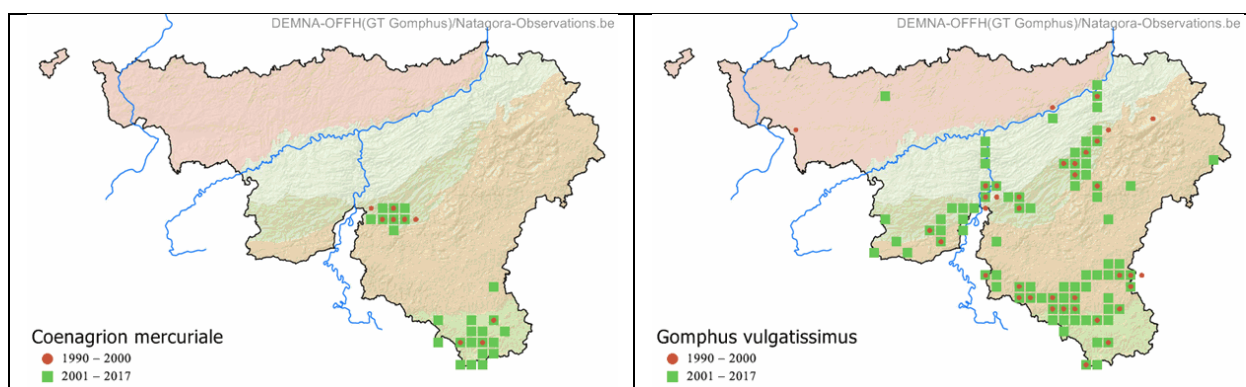 DEMNA-OFFH(GT Gomphus)/Natagora-Observations.be
Coenagrion mercuriale
1990 – 2000
2001 – 2017
DEMNA-OFFH(GT Gomphus)/Natagora-Observations.be
Gomphus vulgatissimus
1990 – 2000
2001 – 2017